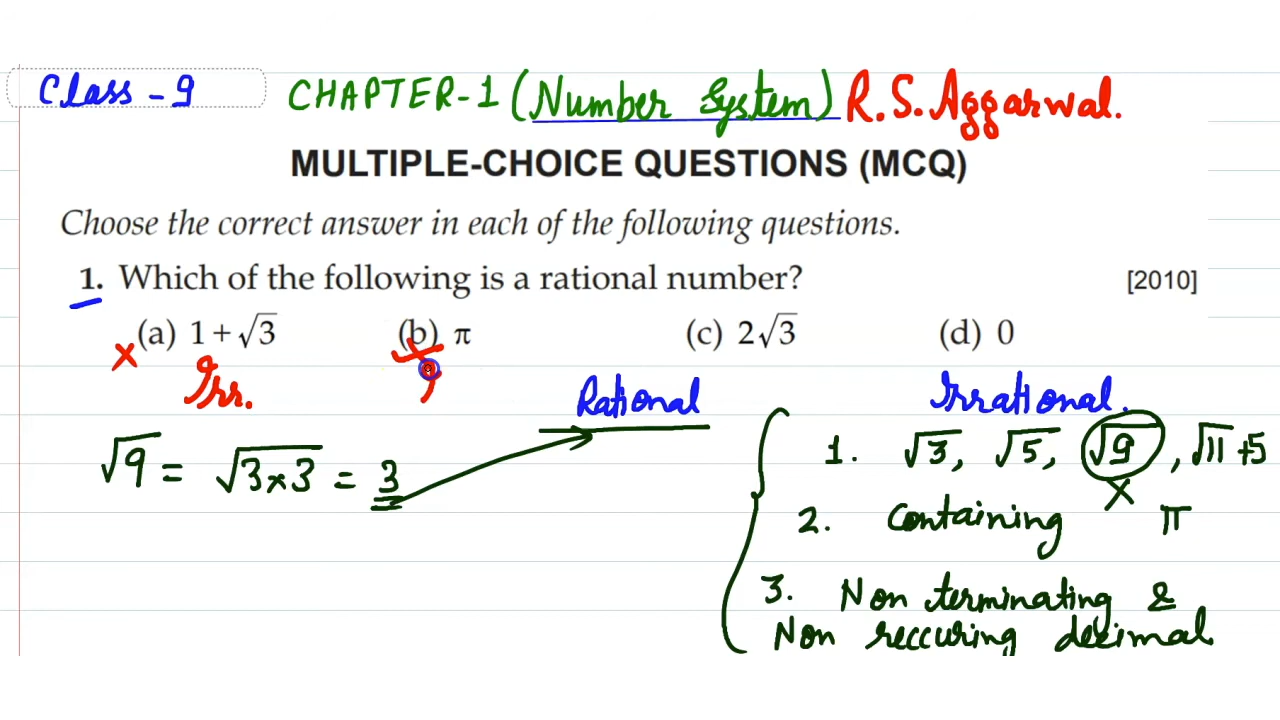 Class - 9 CHAPTER-1 (Number System) R.S. Aggarwal.
MULTIPLE-CHOICE QUESTIONS (MCQ)
Choose the correct answer in each of the following questions.
1. Which of the following is a rational number? [2010]
(a) 1 + √3 (b) π (c) 2√3 (d) 0
× Irr. Rational Irrational.
√9 = √3×3 = 3
1. √3, √5, √9, √11 + 5
×
2. Containing π
3. Non terminating &
Non reccuring decimal